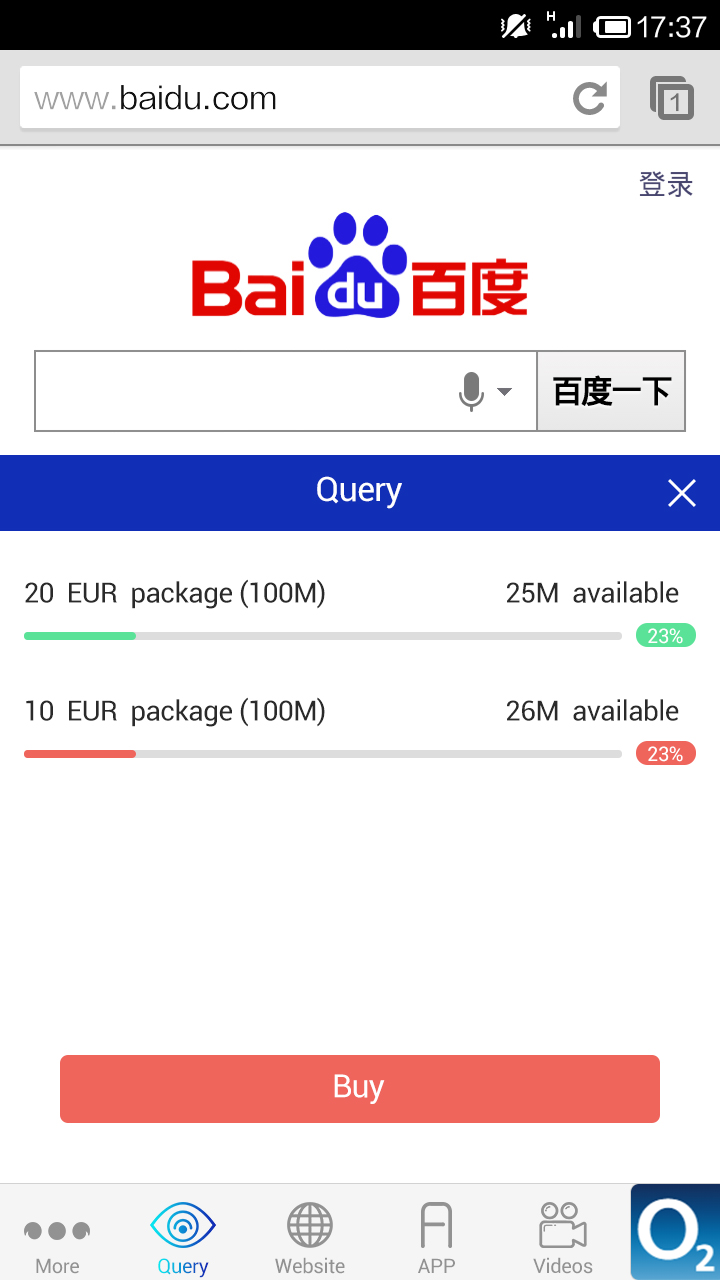 H 17:37
www.baidu.com 1
登录
Bai du 百度
百度一下
Query
20 EUR package (100M) 25M available
23%
10 EUR package (100M) 26M available
23%
Buy
More Query Website APP Videos O2